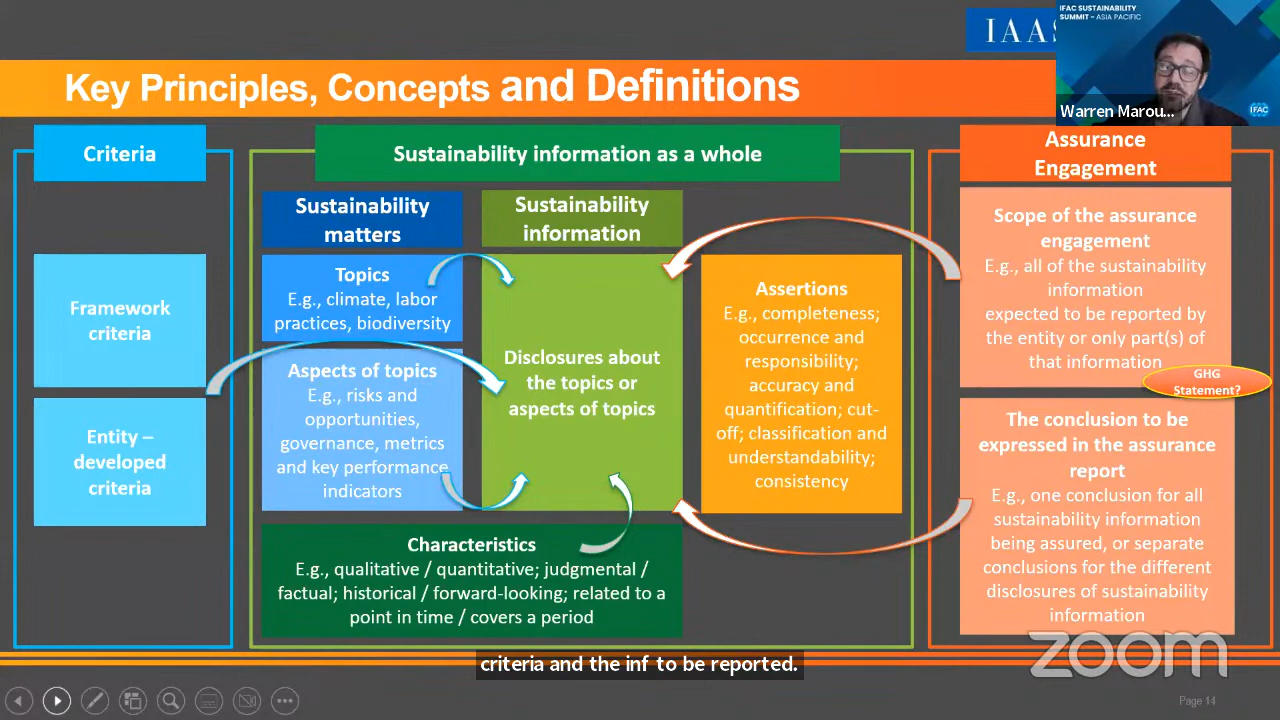 IFAC SUSTAINABILITY
SUMMIT - ASIA PACIFIC
IAAS
Warren Marou...
IFAC
Key Principles, Concepts and Definitions
Criteria
Framework
criteria
Entity –
developed
criteria
Sustainability information as a whole
Sustainability
matters
Topics
E.g., climate, labor
practices, biodiversity
Aspects of topics
E.g., risks and
opportunities,
governance, metrics
and key performance
indicators
Sustainability
information
Disclosures about
the topics or
aspects of topics
Assertions
E.g., completeness;
occurrence and
responsibility;
accuracy and
quantification; cut-
off; classification and
understandability;
consistency
Characteristics
E.g., qualitative / quantitative; judgmental /
factual; historical / forward-looking; related to a
point in time / covers a period
Assurance
Engagement
Scope of the assurance
engagement
E.g., all of the sustainability
information
expected to be reported by
the entity or only part(s) of
that information
GHG
Statement?
The conclusion to be
expressed in the assurance
report
E.g., one conclusion for all
sustainability information
being assured, or separate
conclusions for the different
disclosures of sustainability
information
zoom
criteria and the inf to be reported.
Page 14